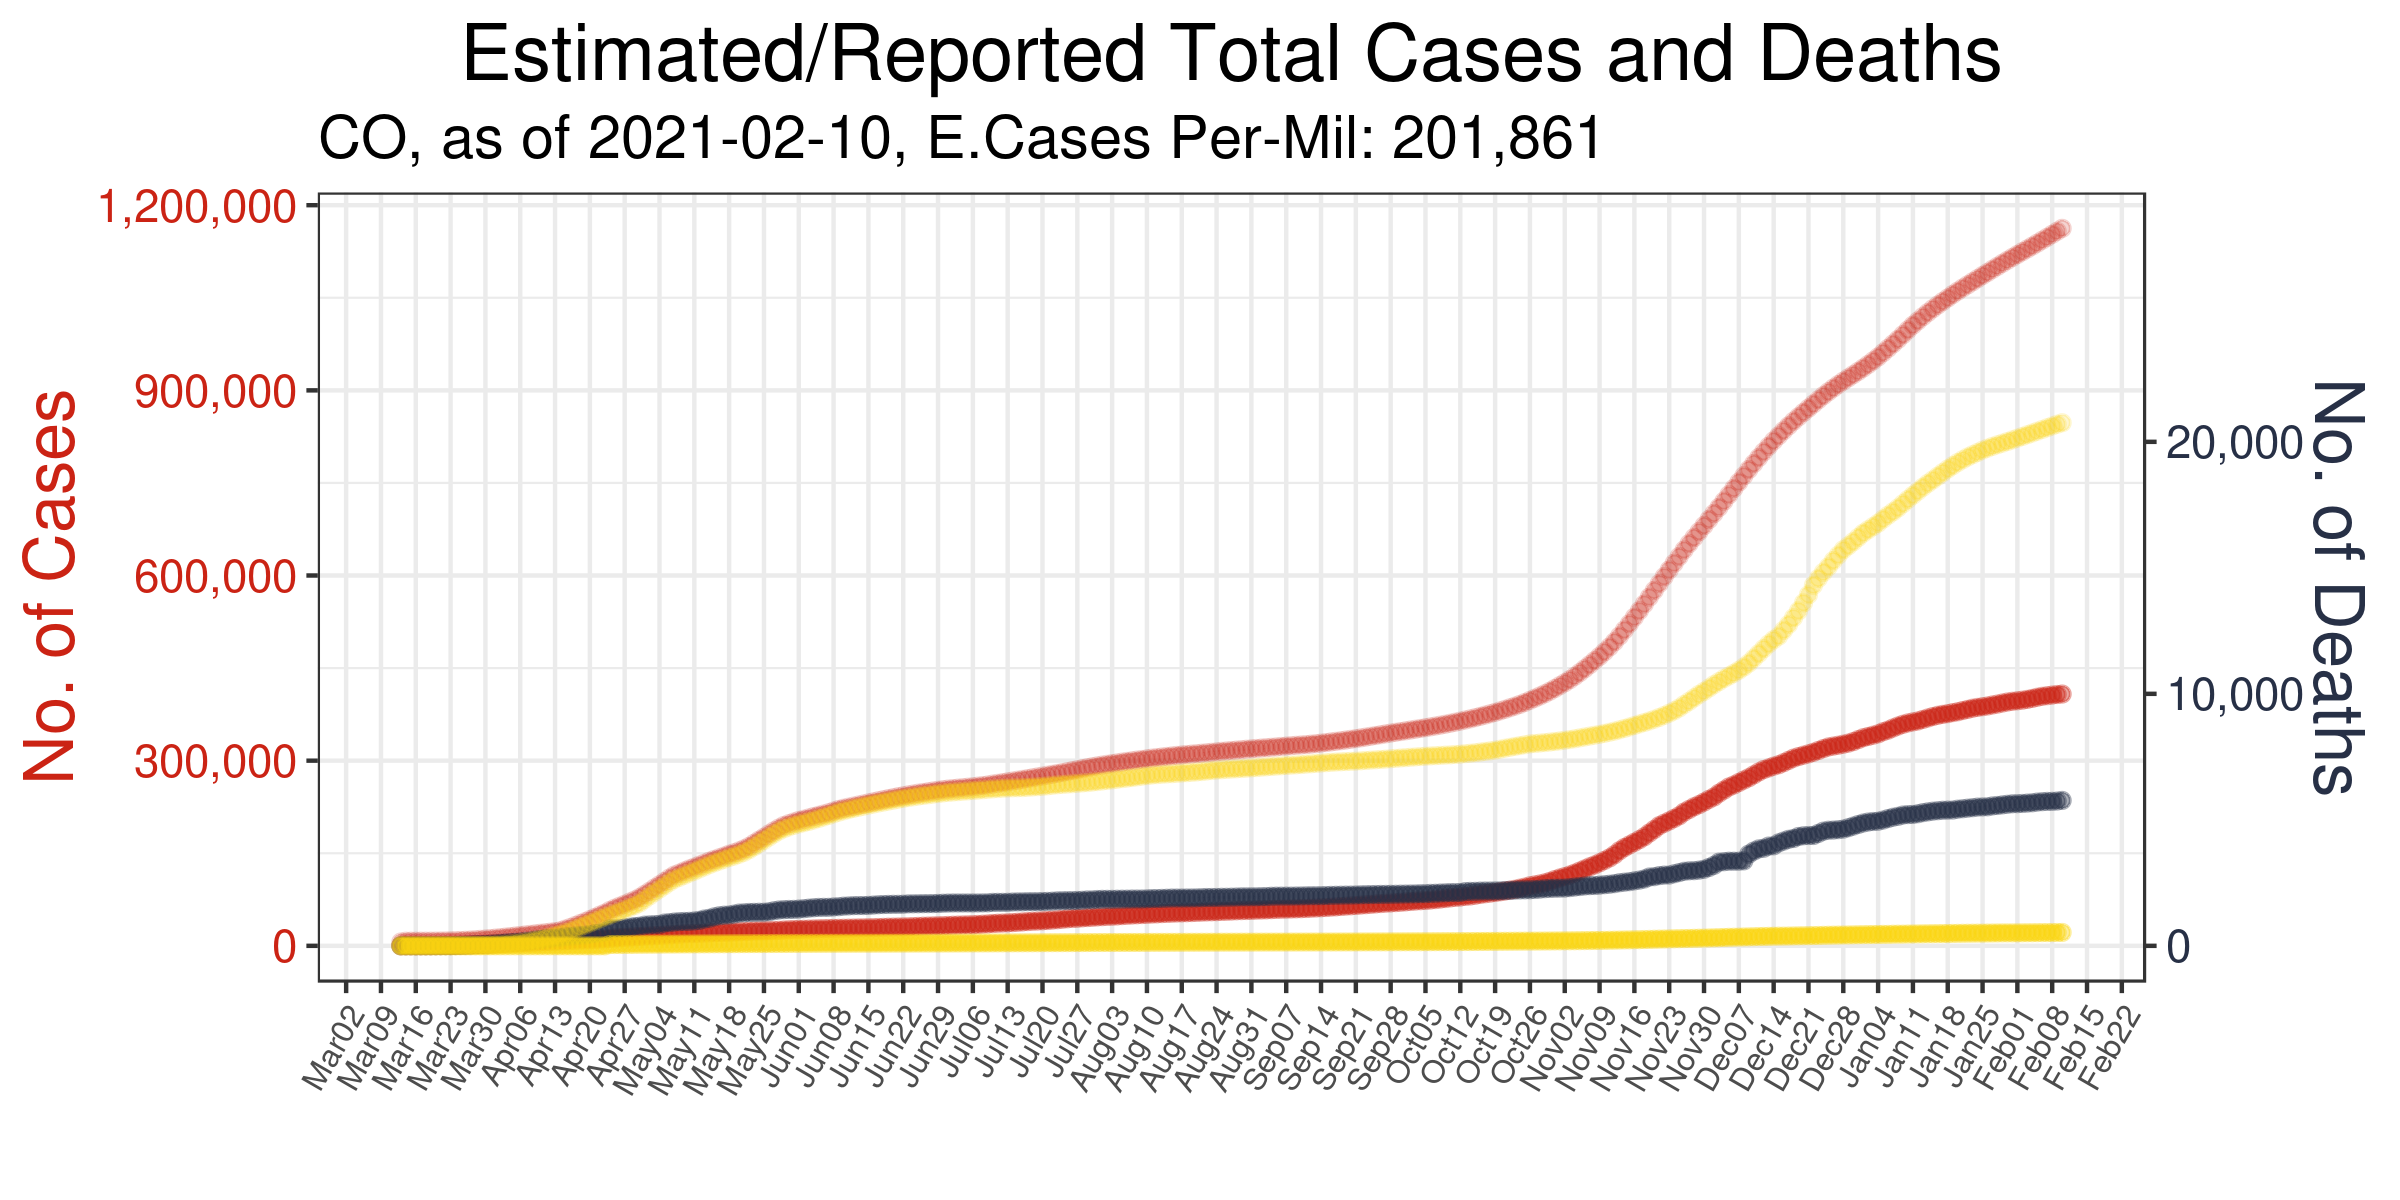 Estimated/Reported Total Cases and Deaths
CO, as of 2021-02-10, E.Cases Per-Mil: 201,861
No. of Cases
1,200,000
900,000
600,000
300,000
0
20,000
10,000
0
No. of Deaths
Mar02
Mar09
Mar16
Mar23
Mar30
Apr06
Apr13
Apr20
Apr27
May04
May11
May18
May25
Jun01
Jun08
Jun15
Jun22
Jun29
Jul06
Jul13
Jul20
Jul27
Aug03
Aug10
Aug17
Aug24
Aug31
Sep07
Sep14
Sep21
Sep28
Oct05
Oct12
Oct19
Oct26
Nov02
Nov09
Nov16
Nov23
Nov30
Dec07
Dec14
Dec21
Dec28
Jan04
Jan11
Jan18
Jan25
Feb01
Feb08
Feb15
Feb22